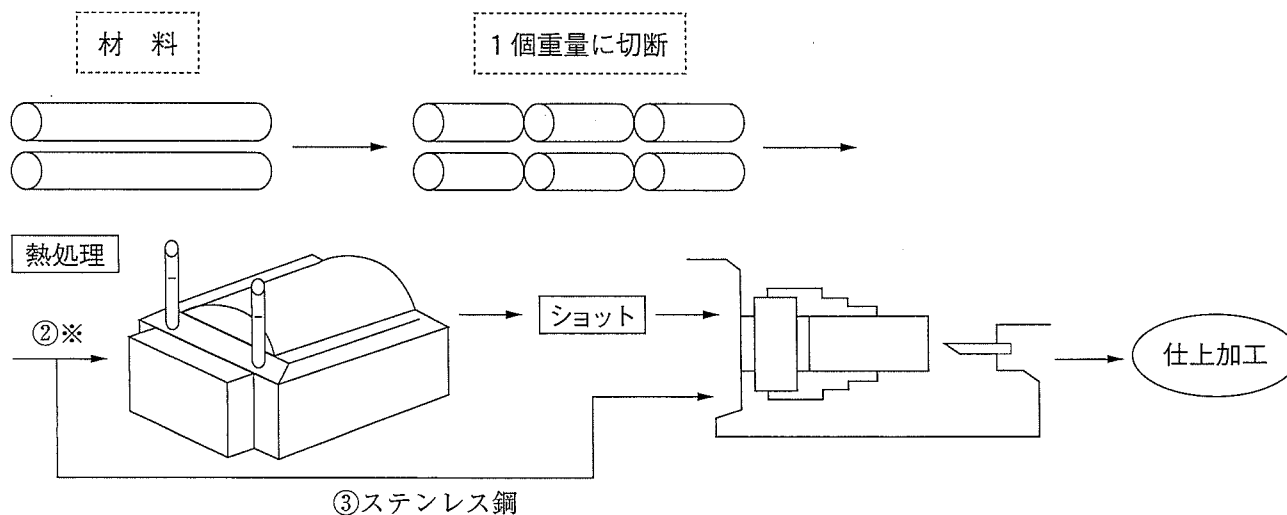 材　料
1個重量に切断
熱処理
②※
ショット
仕上加工
③ステンレス鋼